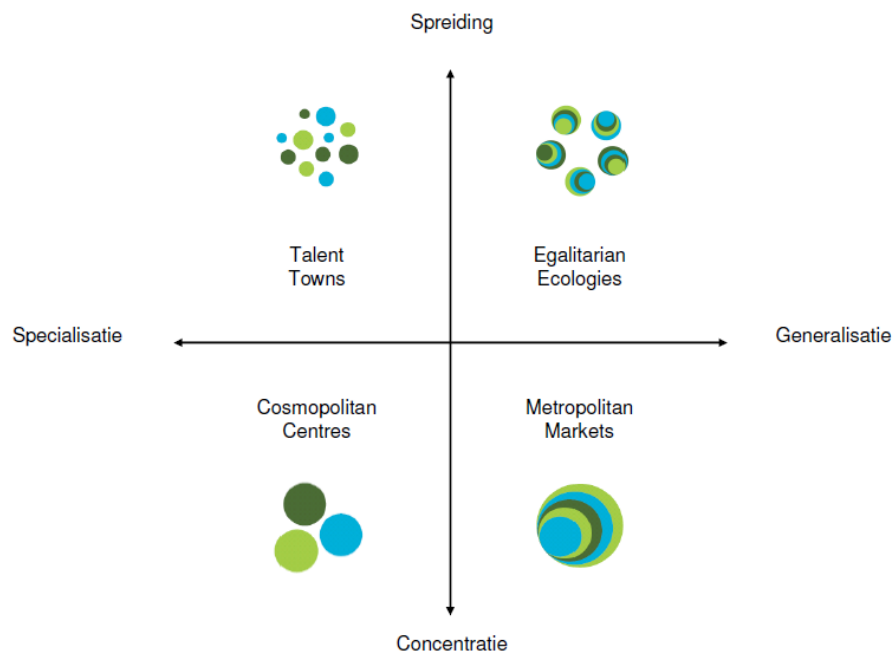 Spreiding
Talent
Towns
Egalitarian
Ecologies
Specialisatie
Generalisatie
Cosmopolitan
Centres
Metropolitan
Markets
Concentratie